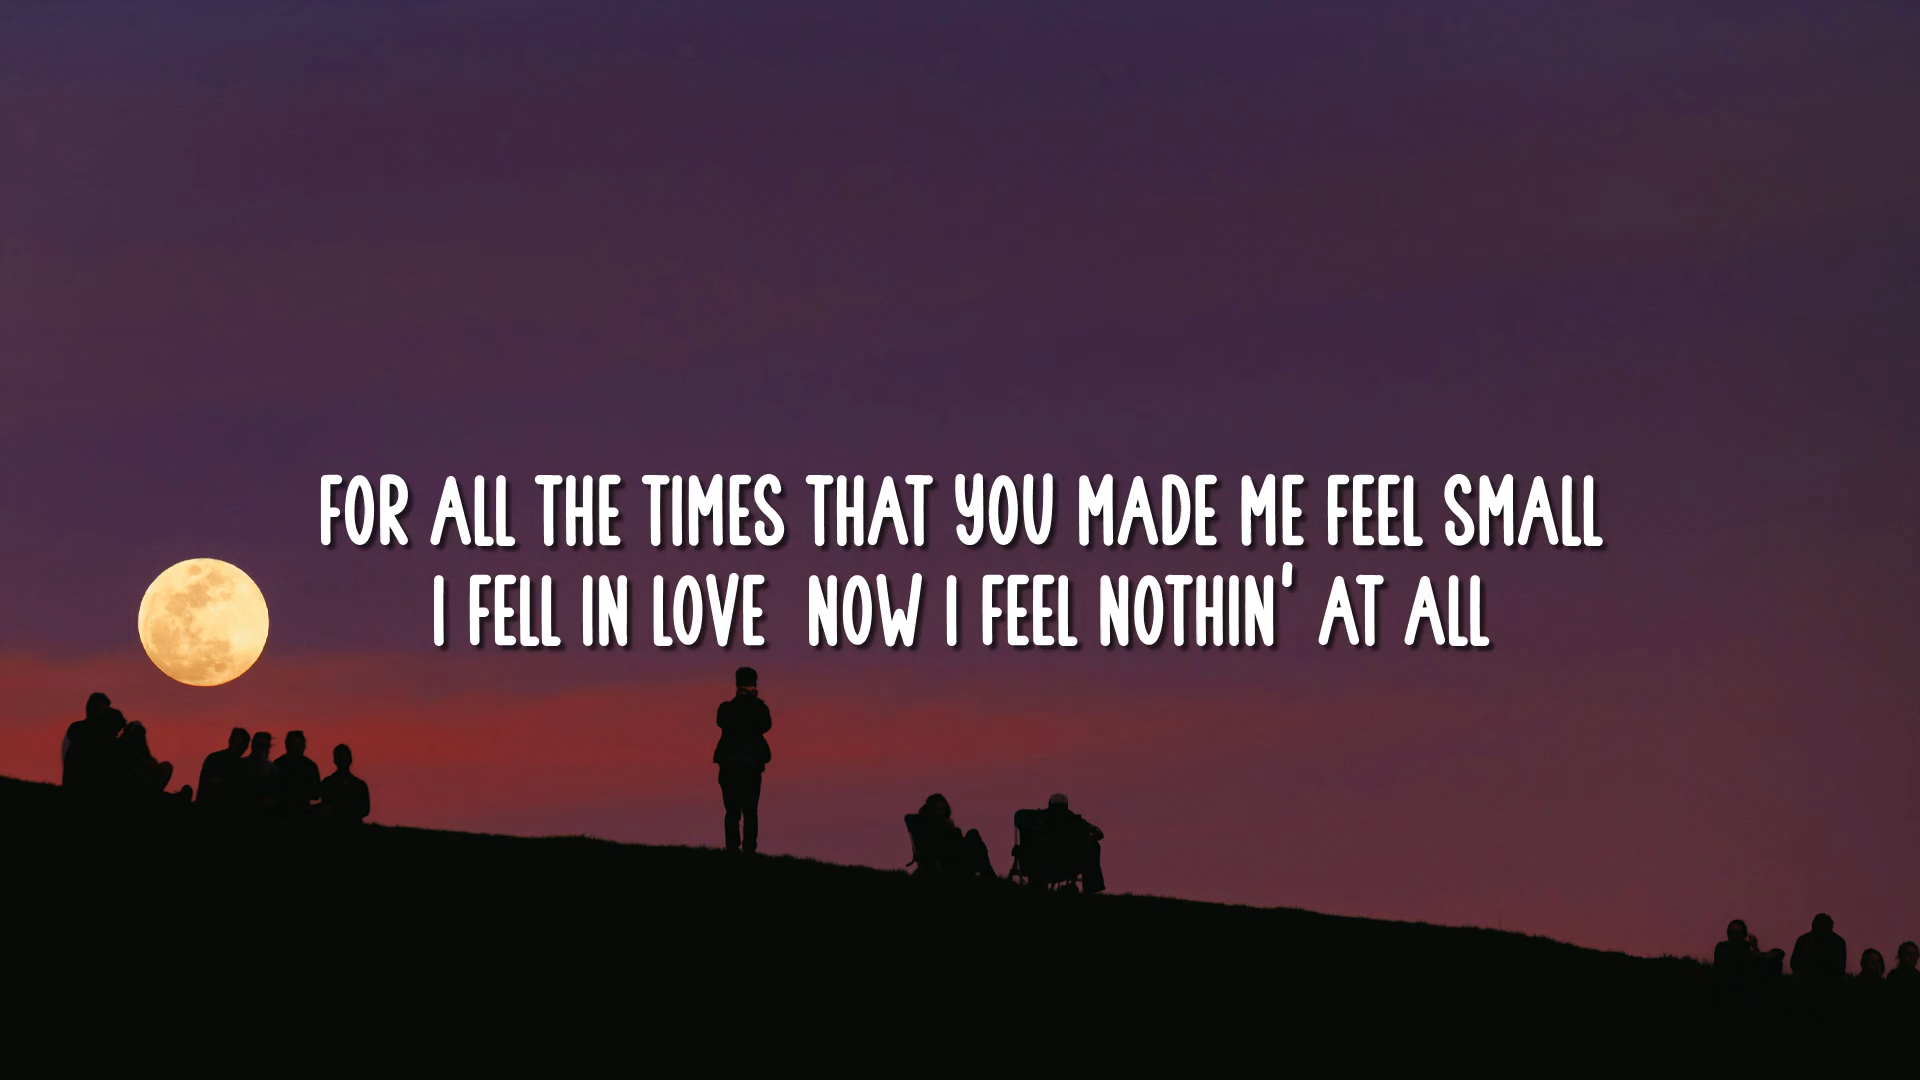 FOR ALL THE TIMES THAT YOU MADE ME FEEL SMALL
I FELL IN LOVE  NOW I FEEL NOTHIN' AT ALL